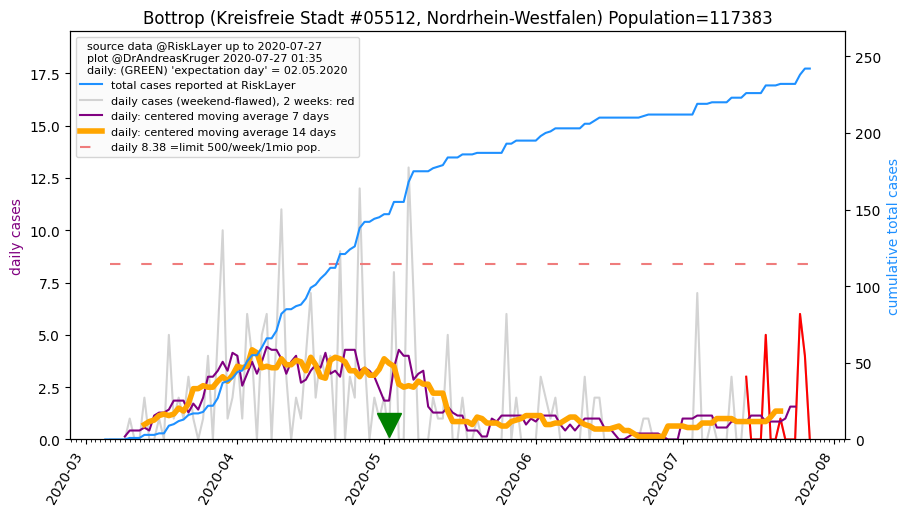 Bottrop (Kreisfreie Stadt #05512, Nordrhein-Westfalen) Population=117383
source data @RiskLayer up to 2020-07-27
plot @DrAndreasKruger 2020-07-27 01:35
daily: (GREEN) 'expectation day' = 02.05.2020
total cases reported at RiskLayer
daily cases (weekend-flawed), 2 weeks: red
daily: centered moving average 7 days
daily: centered moving average 14 days
daily 8.38 =limit 500/week/1mio pop.
daily cases
17.5
15.0
12.5
10.0
7.5
5.0
2.5
0.0
250
200
150
100
50
0
cumulative total cases
2020-03
2020-04
2020-05
2020-06
2020-07
2020-08